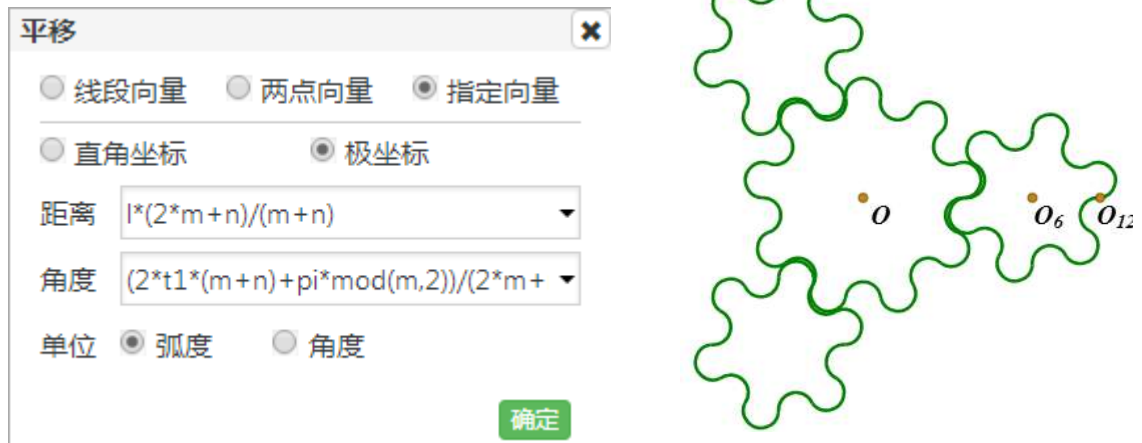 平移
线段向量 两点向量 指定向量
直角坐标 极坐标
距离 l*(2*m+n)/(m+n)
角度 (2*t1*(m+n)+pi*mod(m,2))/(2*m+
单位 弧度 角度
确定
O
O6
O12